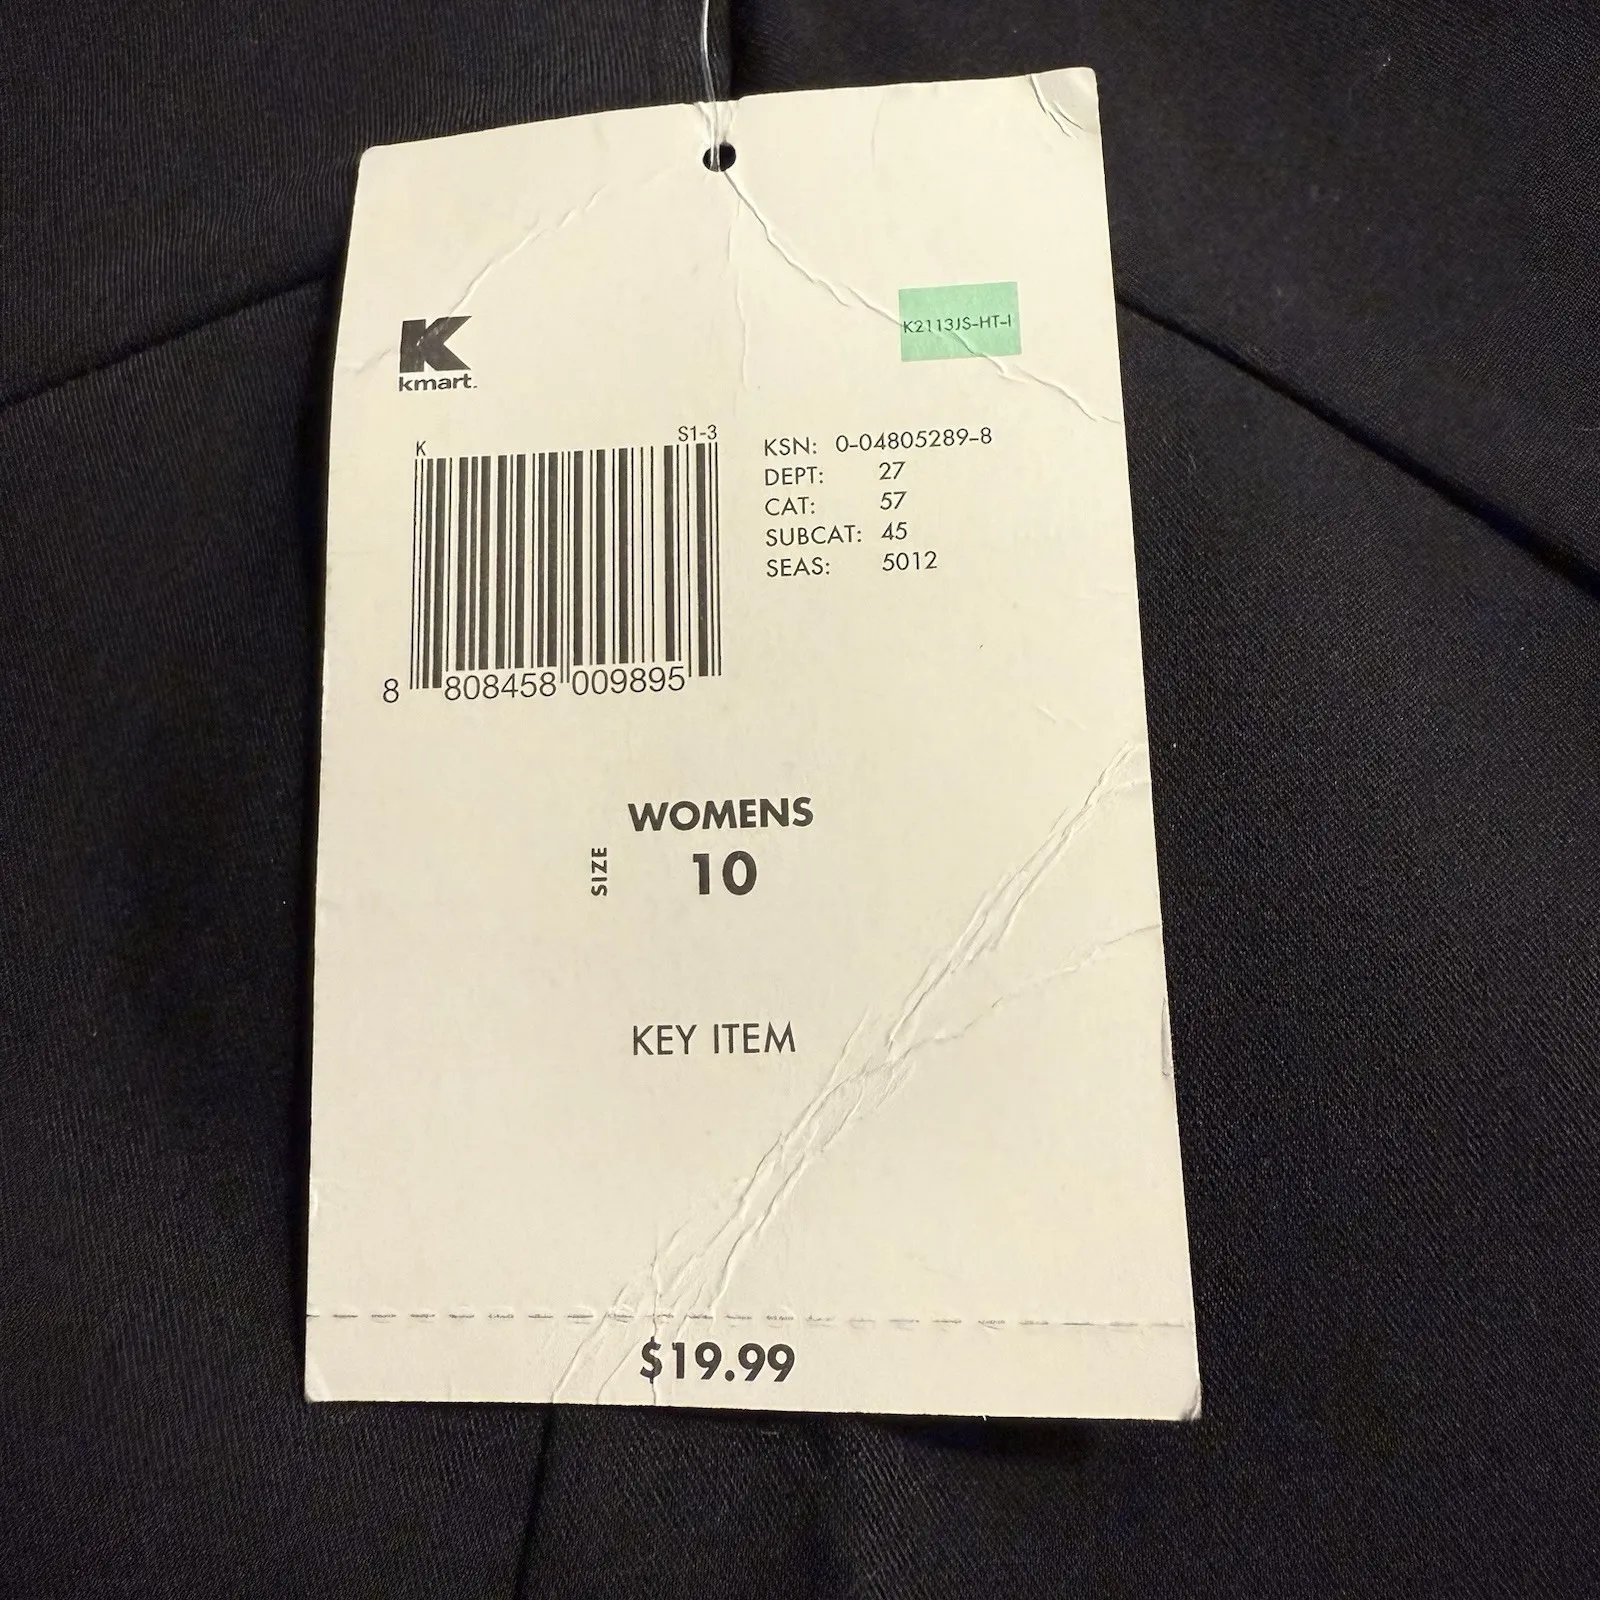 K
kmart.
K2113JS-HT-I
K S1-3
8 808458 009895
KSN: 0-04805289-8
DEPT: 27
CAT: 57
SUBCAT: 45
SEAS: 5012
WOMENS
SIZE 10
KEY ITEM
$19.99